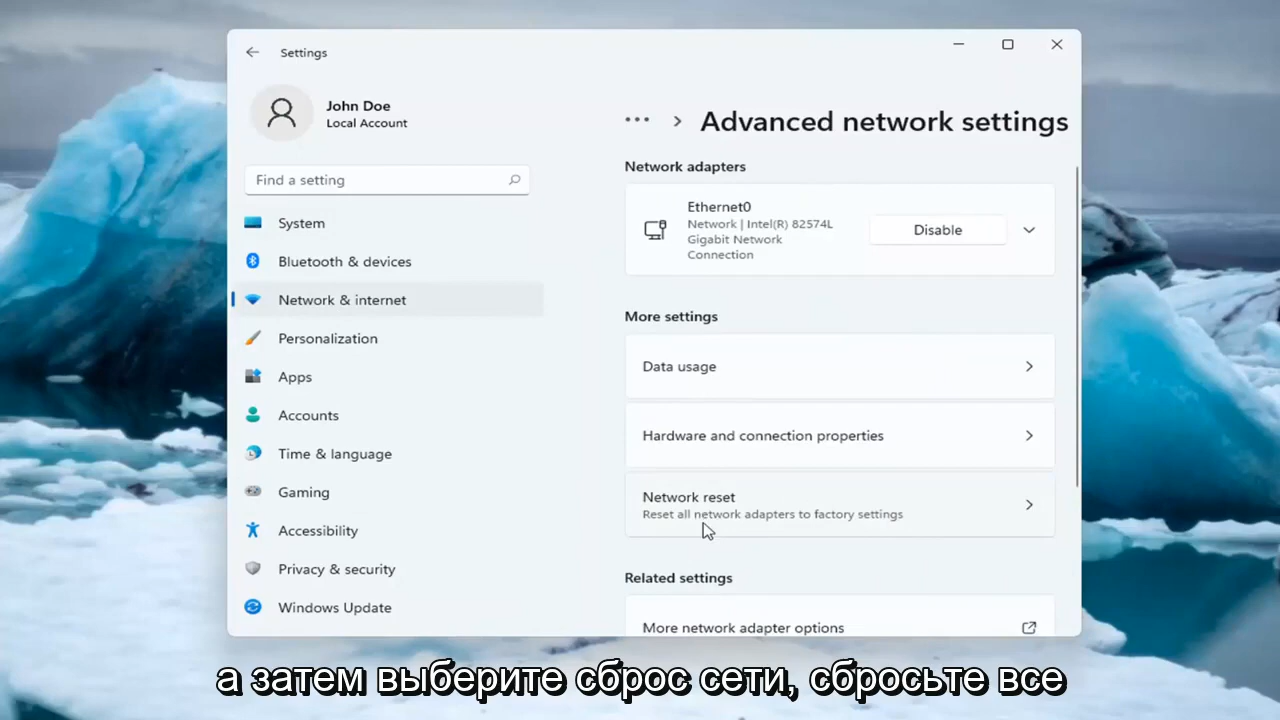 Settings
John Doe
Local Account
Find a setting
System
Bluetooth & devices
Network & internet
Personalization
Apps
Accounts
Time & language
Gaming
Accessibility
Privacy & security
Windows Update
... > Advanced network settings
Network adapters
Ethernet0
Network | Intel(R) 82574L
Gigabit Network
Connection
Disable
More settings
Data usage
Hardware and connection properties
Network reset
Reset all network adapters to factory settings
Related settings
More network adapter options
а затем выберите сброс сети, сбросьте все